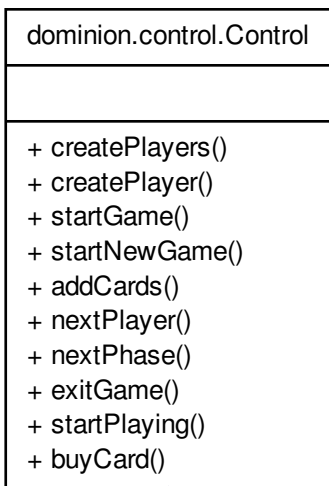 dominion.control.Control
+ createPlayers()
+ createPlayer()
+ startGame()
+ startNewGame()
+ addCards()
+ nextPlayer()
+ nextPhase()
+ exitGame()
+ startPlaying()
+ buyCard()